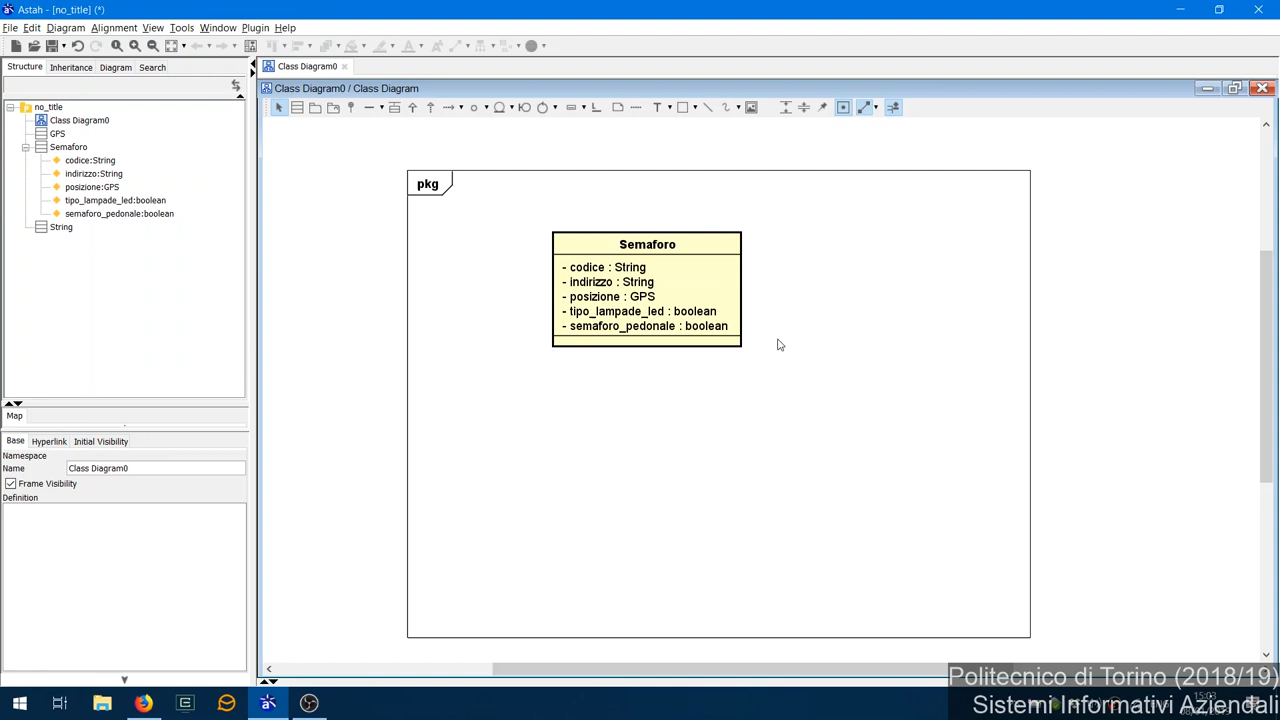 Astah - [no_title] (*)
File Edit Diagram Alignment View Tools Window Plugin Help
Structure Inheritance Diagram Search
Class Diagram0
Class Diagram0 / Class Diagram
no_title
Class Diagram0
GPS
Semaforo
codice:String
indirizzo:String
posizione:GPS
tipo_lampade_led:boolean
semaforo_pedonale:boolean
String
pkg
Semaforo
- codice : String
- indirizzo : String
- posizione : GPS
- tipo_lampade_led : boolean
- semaforo_pedonale : boolean
Map
Base Hyperlink Initial Visibility
Namespace
Name Class Diagram0
Frame Visibility
Definition
Politecnico di Torino (2018/19)
Sistemi Informativi Aziendali
15:03